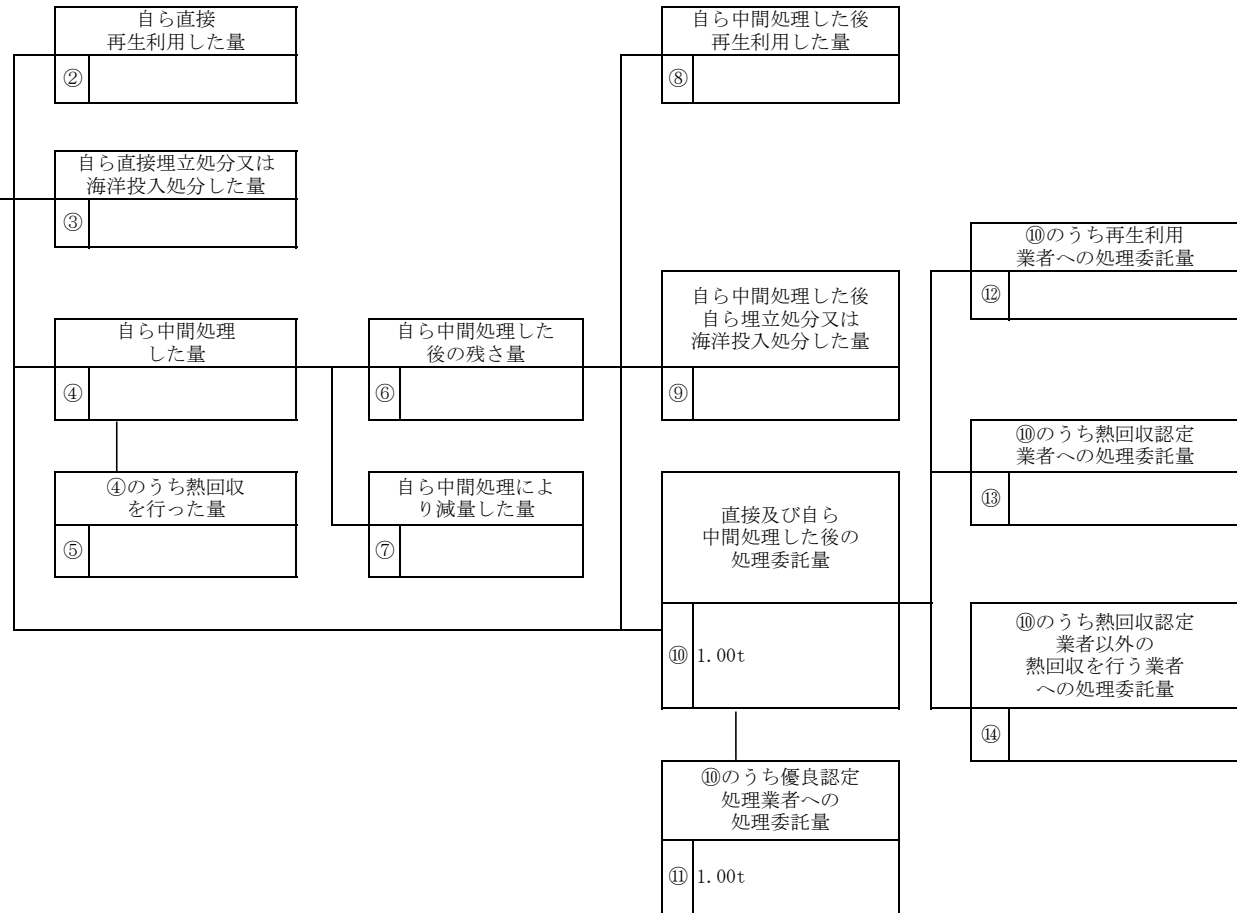 自ら直接
再生利用した量
②
自ら中間処理した後
再生利用した量
⑧
自ら直接埋立処分又は
海洋投入処分した量
③
⑩のうち再生利用
業者への処理委託量
⑫
自ら中間処理
した量
④
自ら中間処理した
後の残さ量
⑥
自ら中間処理した後
自ら埋立処分又は
海洋投入処分した量
⑨
⑩のうち熱回収認定
業者への処理委託量
⑬
④のうち熱回収
を行った量
⑤
自ら中間処理によ
り減量した量
⑦
直接及び自ら
中間処理した後の
処理委託量
⑩ 1.00t
⑩のうち熱回収認定
業者以外の
熱回収を行う業者
への処理委託量
⑭
⑩のうち優良認定
処理業者への
処理委託量
⑪ 1.00t